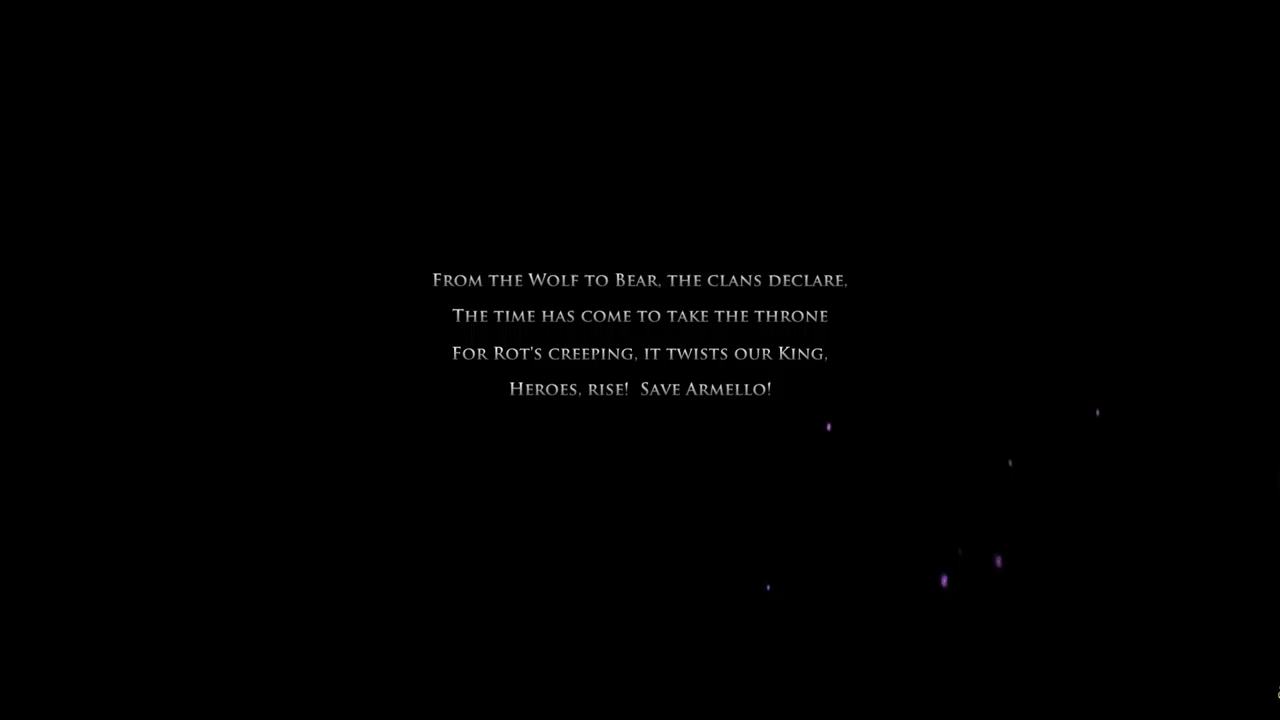 From the Wolf to Bear, the clans declare,
The time has come to take the throne
For Rot's creeping, it twists our King,
Heroes, rise!  Save Armello!